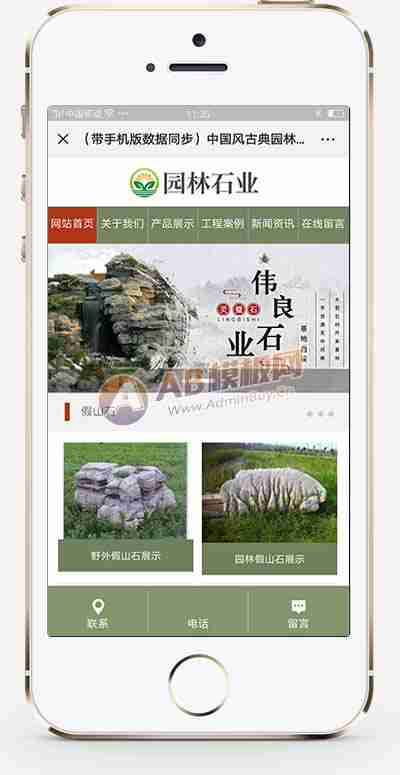 中国移动 11:35
（带手机版数据同步）中国风古典园林...
园林石业
网站首页 关于我们 产品展示 工程案例 新闻资讯 在线留言
伟良石业
灵璧石
LINGBISHI
AB模板网
Www.AdminBuy.cn
假山石
野外假山石展示
园林假山石展示
联系 电话 留言